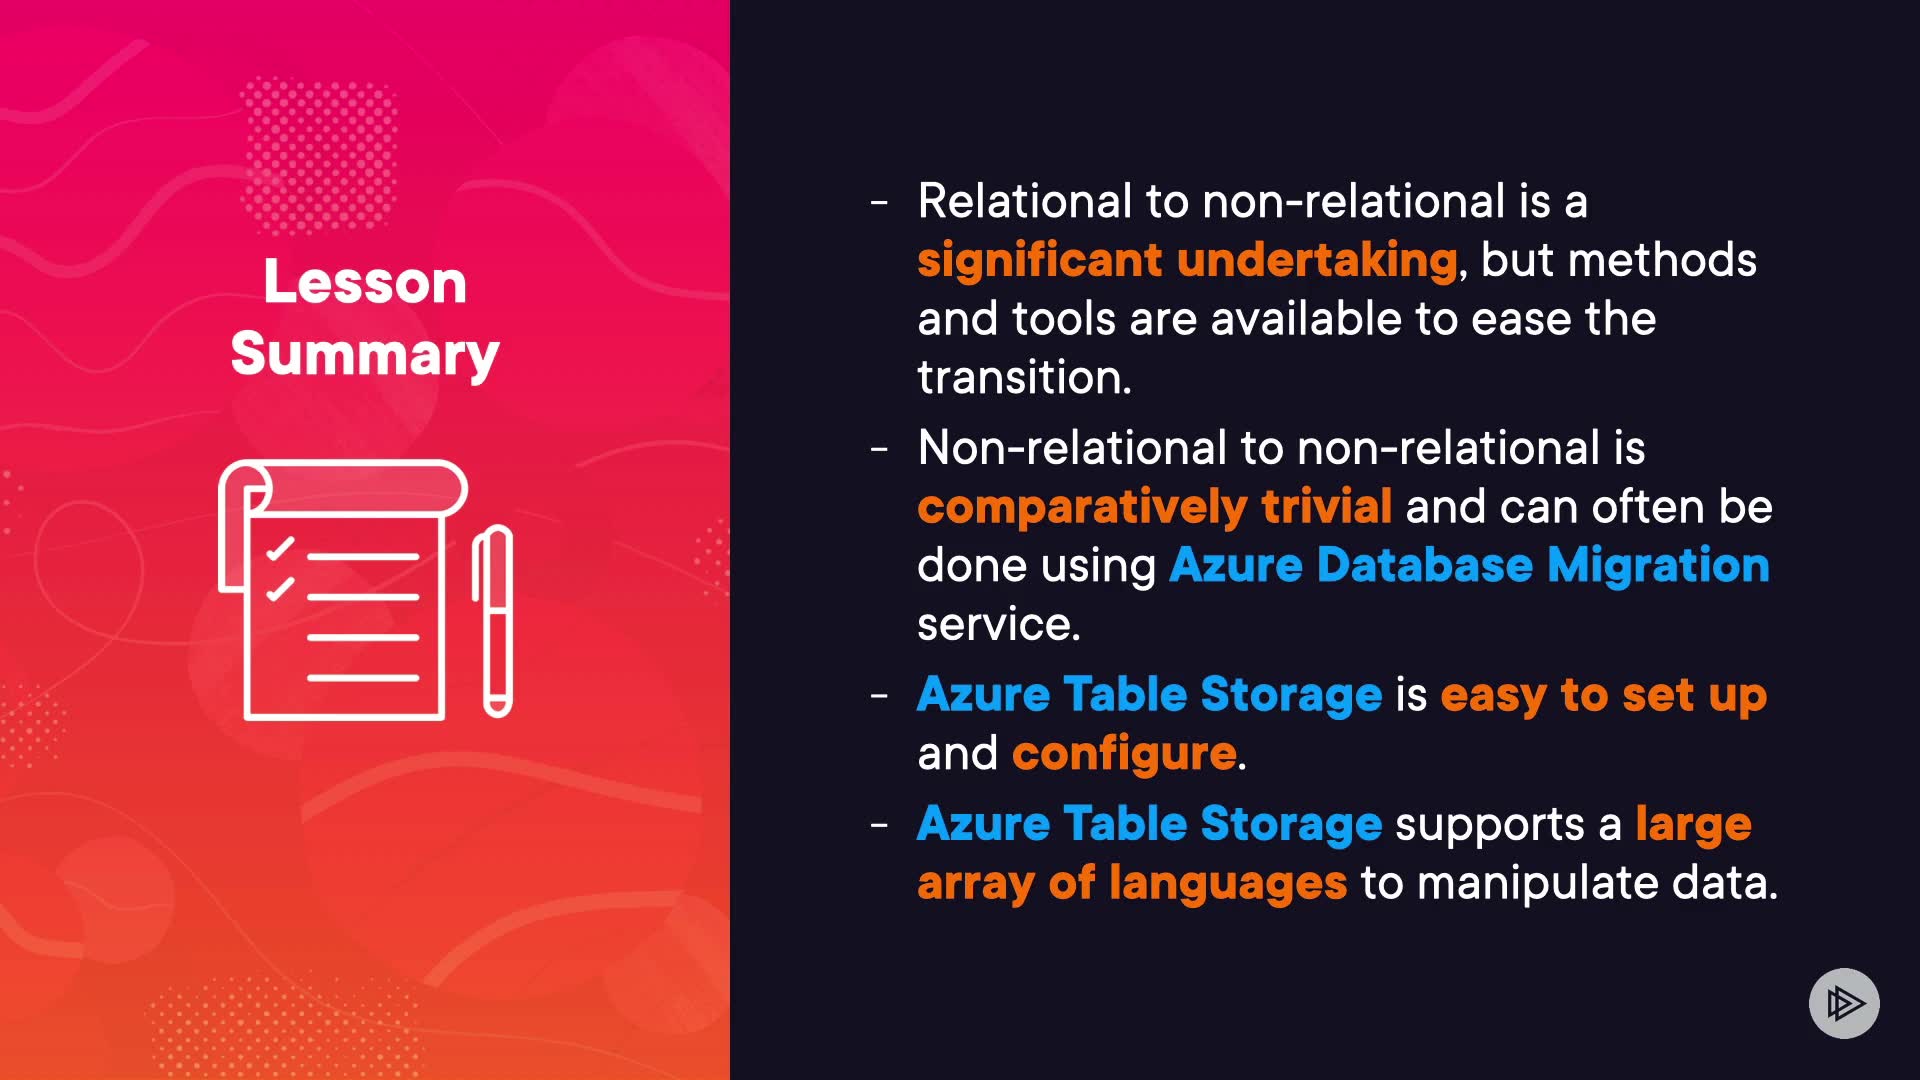 Lesson
Summary
- Relational to non-relational is a
significant undertaking, but methods
and tools are available to ease the
transition.
- Non-relational to non-relational is
comparatively trivial and can often be
done using Azure Database Migration
service.
- Azure Table Storage is easy to set up
and configure.
- Azure Table Storage supports a large
array of languages to manipulate data.